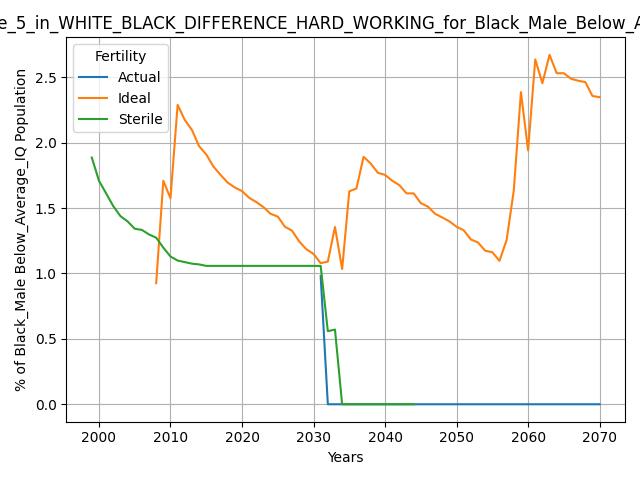 e_5_in_WHITE_BLACK_DIFFERENCE_HARD_WORKING_for_Black_Male_Below_A
Fertility
Actual
Ideal
Sterile
% of Black_Male Below_Average_IQ Population
2.5
2.0
1.5
1.0
0.5
0.0
2000 2010 2020 2030 2040 2050 2060 2070
Years